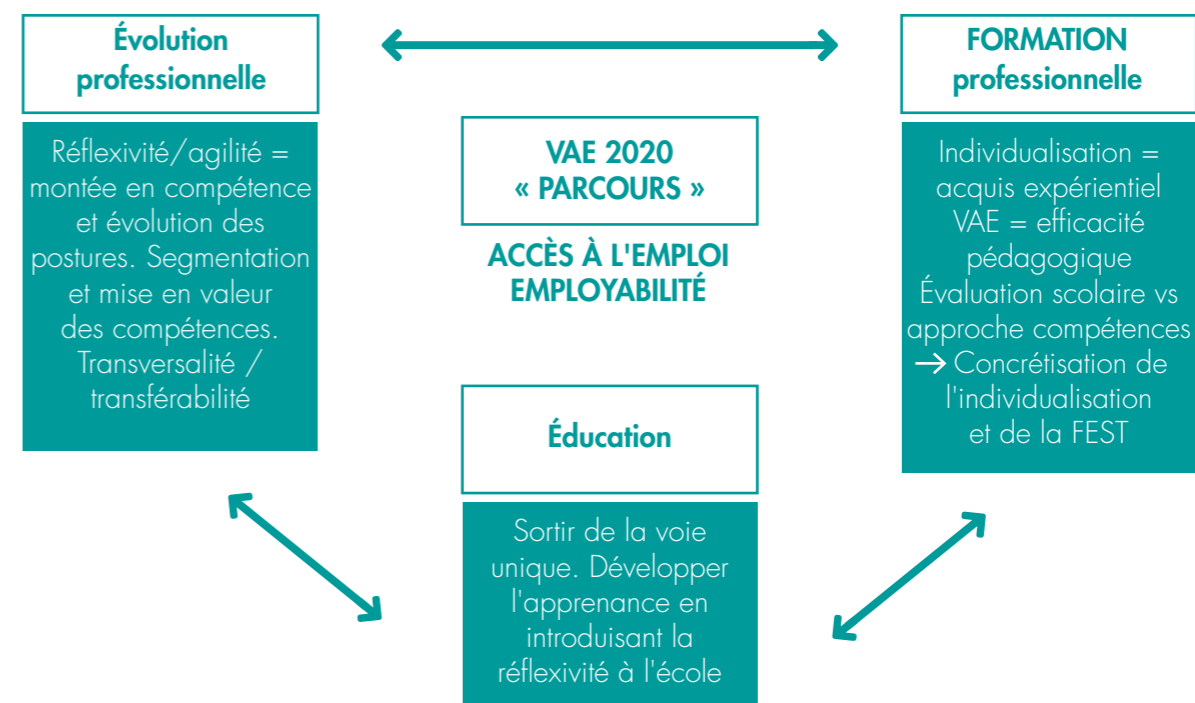 Évolution
professionnelle
Réflexivité/agilité =
montée en compétence
et évolution des
postures. Segmentation
et mise en valeur
des compétences.
Transversalité /
transférabilité
VAE 2020
« PARCOURS »
ACCÈS À L'EMPLOI
EMPLOYABILITÉ
FORMATION
professionnelle
Individualisation =
acquis expérientiel
VAE = efficacité
pédagogique
Évaluation scolaire vs
approche compétences
→ Concrétisation de
l'individualisation
et de la FEST
Éducation
Sortir de la voie
unique. Développer
l'apprenance en
introduisant la
réflexivité à l'école